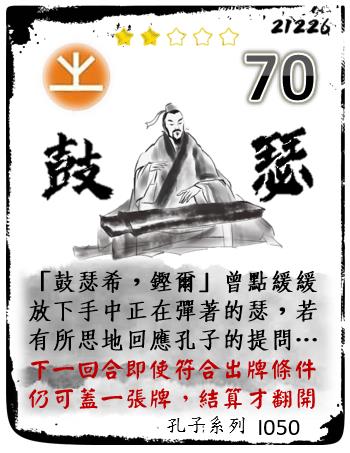 21226
70
鼓瑟
「鼓瑟希，鏗爾」曾點緩緩
放下手中正在彈著的瑟，若
有所思地回應孔子的提問…
下一回合即使符合出牌條件
仍可蓋一張牌，結算才翻開
孔子系列 I050